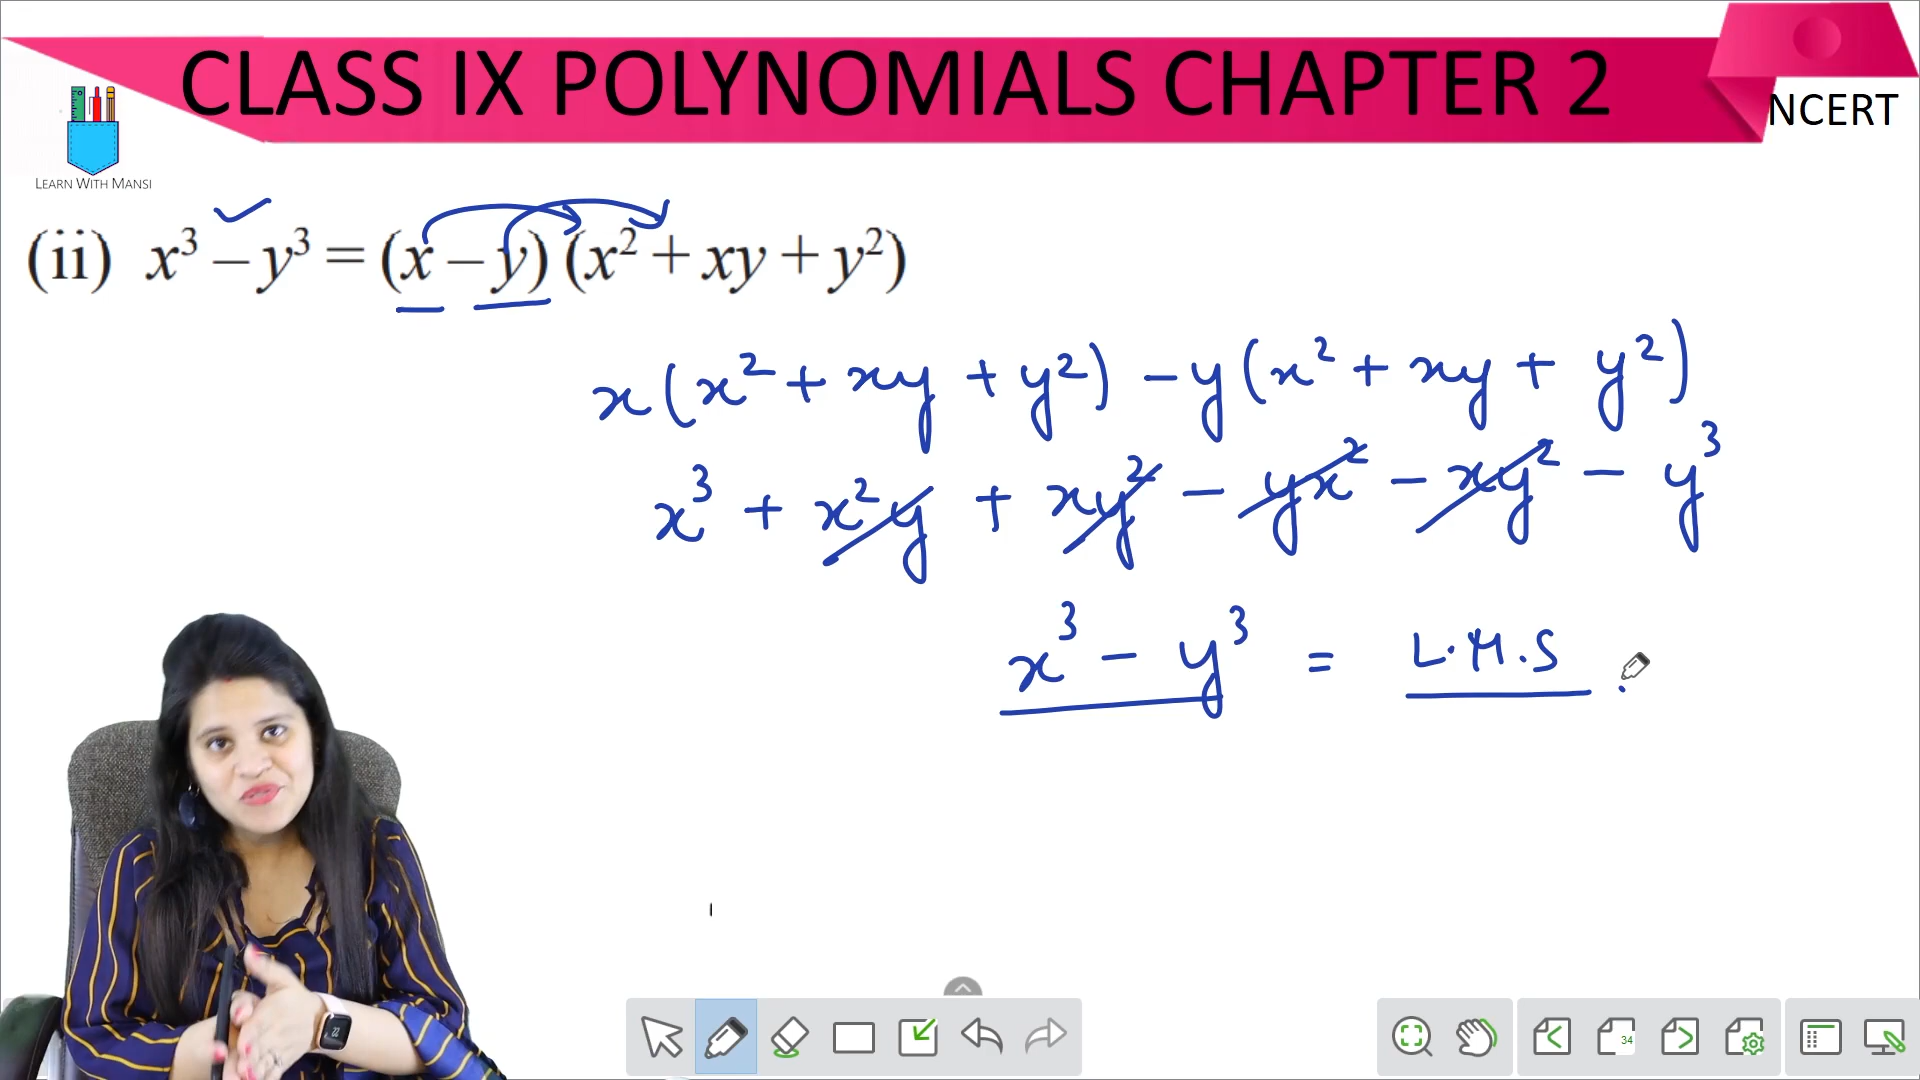 CLASS IX POLYNOMIALS CHAPTER 2
NCERT
LEARN WITH MANSI
(ii) x³ – y³ = (x – y) (x² + xy + y²)
x(x² + xy + y²) – y(x² + xy + y²)
x³ + x²y + xy² – yx² – xy² – y³
x³ – y³ = L.H.S.
34